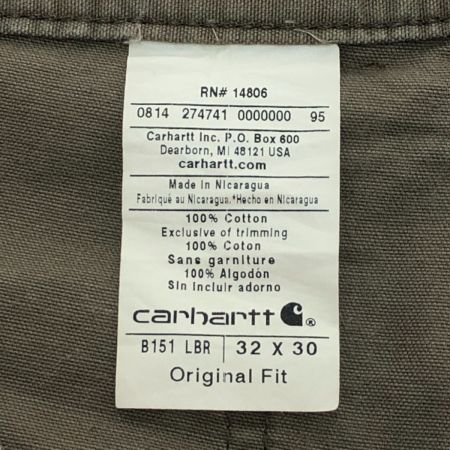 RN# 14806
0814 274741 0000000 95
Carhartt Inc. P.O. Box 600
Dearborn, MI 48121 USA
carhartt.com
Made in Nicaragua
Fabriqué au Nicaragua.*Hecho en Nicaragua
100% Cotton
Exclusive of trimming
100% Coton
Sans garniture
100% Algodón
Sin incluir adorno
carhartt ®
B151 LBR 32 X 30
Original Fit